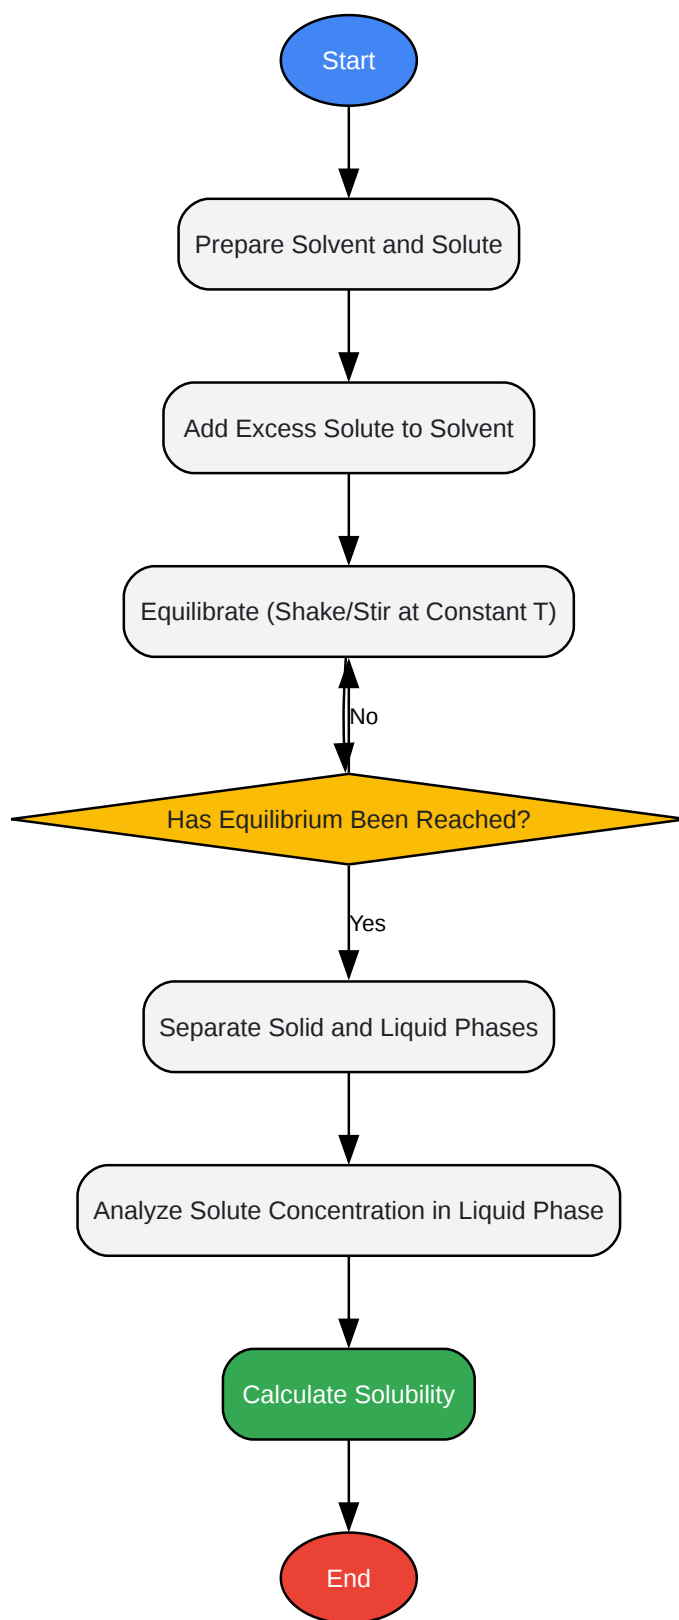 Start
Prepare Solvent and Solute
Add Excess Solute to Solvent
Equilibrate (Shake/Stir at Constant T)
No
Has Equilibrium Been Reached?
Yes
Separate Solid and Liquid Phases
Analyze Solute Concentration in Liquid Phase
Calculate Solubility
End